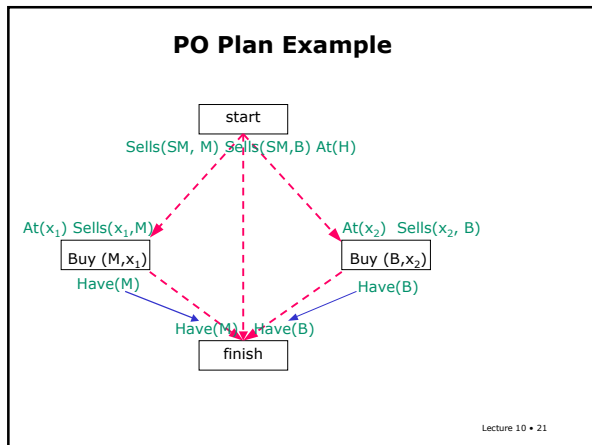 PO Plan Example
start
Sells(SM, M) Sells(SM,B) At(H)
At(x₁) Sells(x₁,M)
At(x₂) Sells(x₂, B)
Buy (M,x₁)
Buy (B,x₂)
Have(M)
Have(B)
Have(M) Have(B)
finish
Lecture 10 • 21